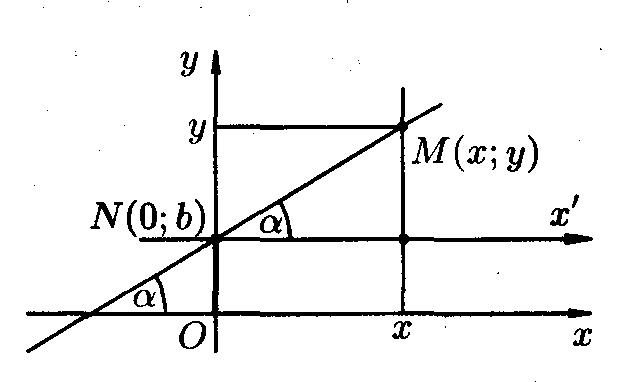 y
y
M(x; y)
N(0; b)
α
x′
α
O
x
x